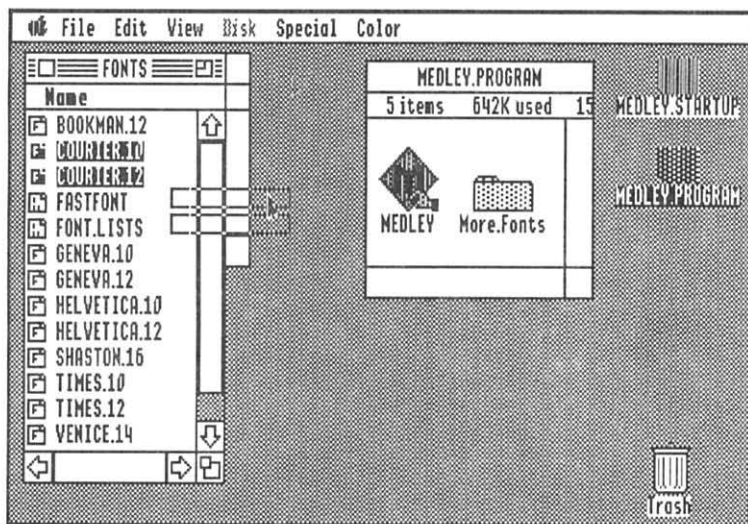 File Edit View Disk Special Color
FONTS
Name
BOOKMAN.12
COURIER.10
COURIER.12
FASTFONT
FONT.LISTS
GENEVA.10
GENEVA.12
HELVETICA.10
HELVETICA.12
SHASTON.16
TIMES.10
TIMES.12
VENICE.14
MEDLEY.PROGRAM
5 items 642K used 15
MEDLEY
More.Fonts
MEDLEY.STARTUP
MEDLEY.PROGRAM
Trash